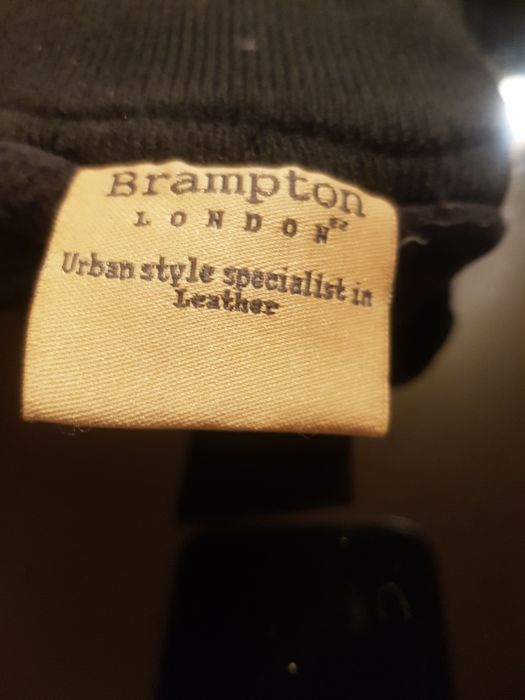 Brampton
LONDON
Urban style specialist in
Leather